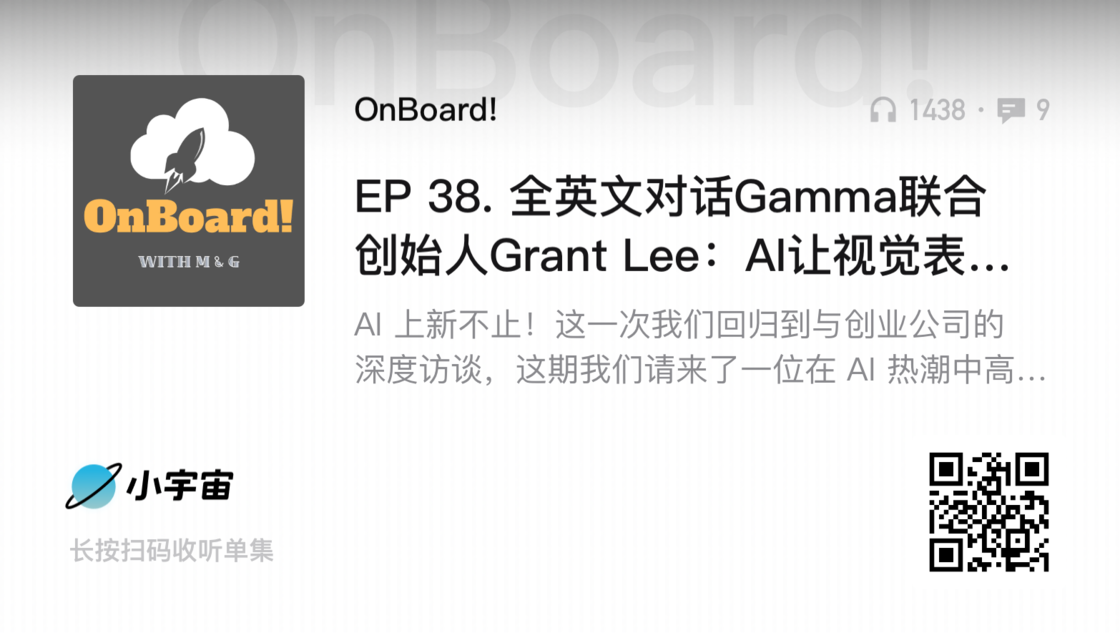 OnBoard!
OnBoard!
WITH M & G
OnBoard!
1438 · 9
EP 38. 全英文对话Gamma联合
创始人Grant Lee：AI让视觉表...
AI 上新不止！这一次我们回归到与创业公司的
深度访谈，这期我们请来了一位在 AI 热潮中高...
小宇宙
长按扫码收听单集